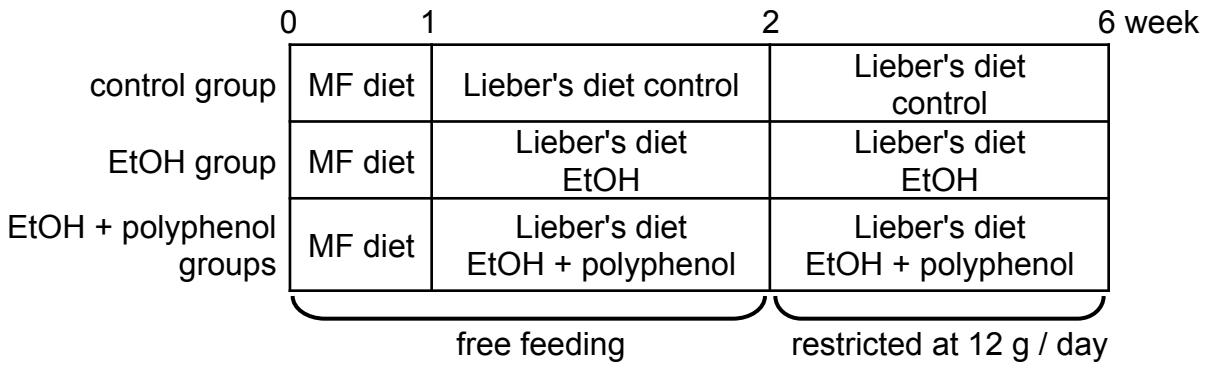 0 1 2 6 week
control group MF diet Lieber's diet control Lieber's diet
control
EtOH group MF diet Lieber's diet
EtOH Lieber's diet
EtOH
EtOH + polyphenol
groups MF diet Lieber's diet
EtOH + polyphenol Lieber's diet
EtOH + polyphenol
free feeding restricted at 12 g / day